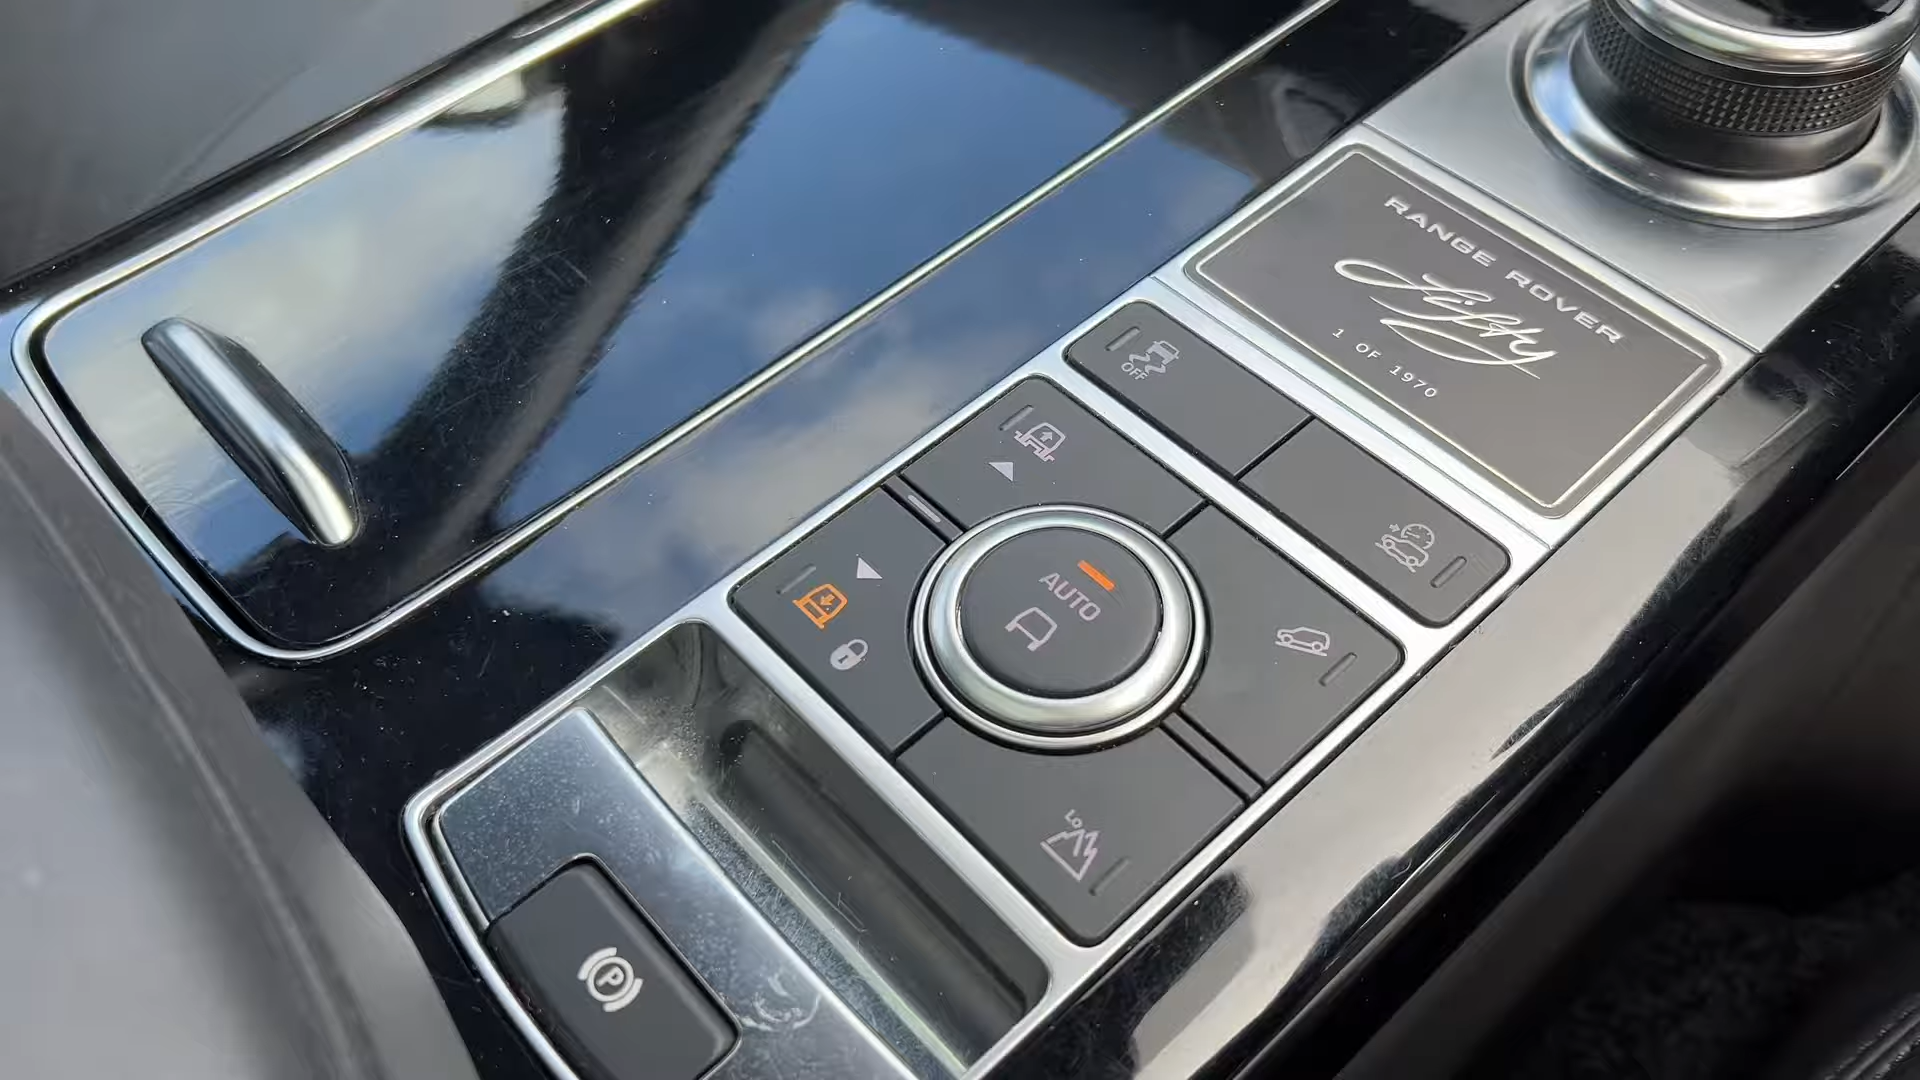 RANGE ROVER
Fifty
1 OF 1970
OFF
AUTO
LO
P